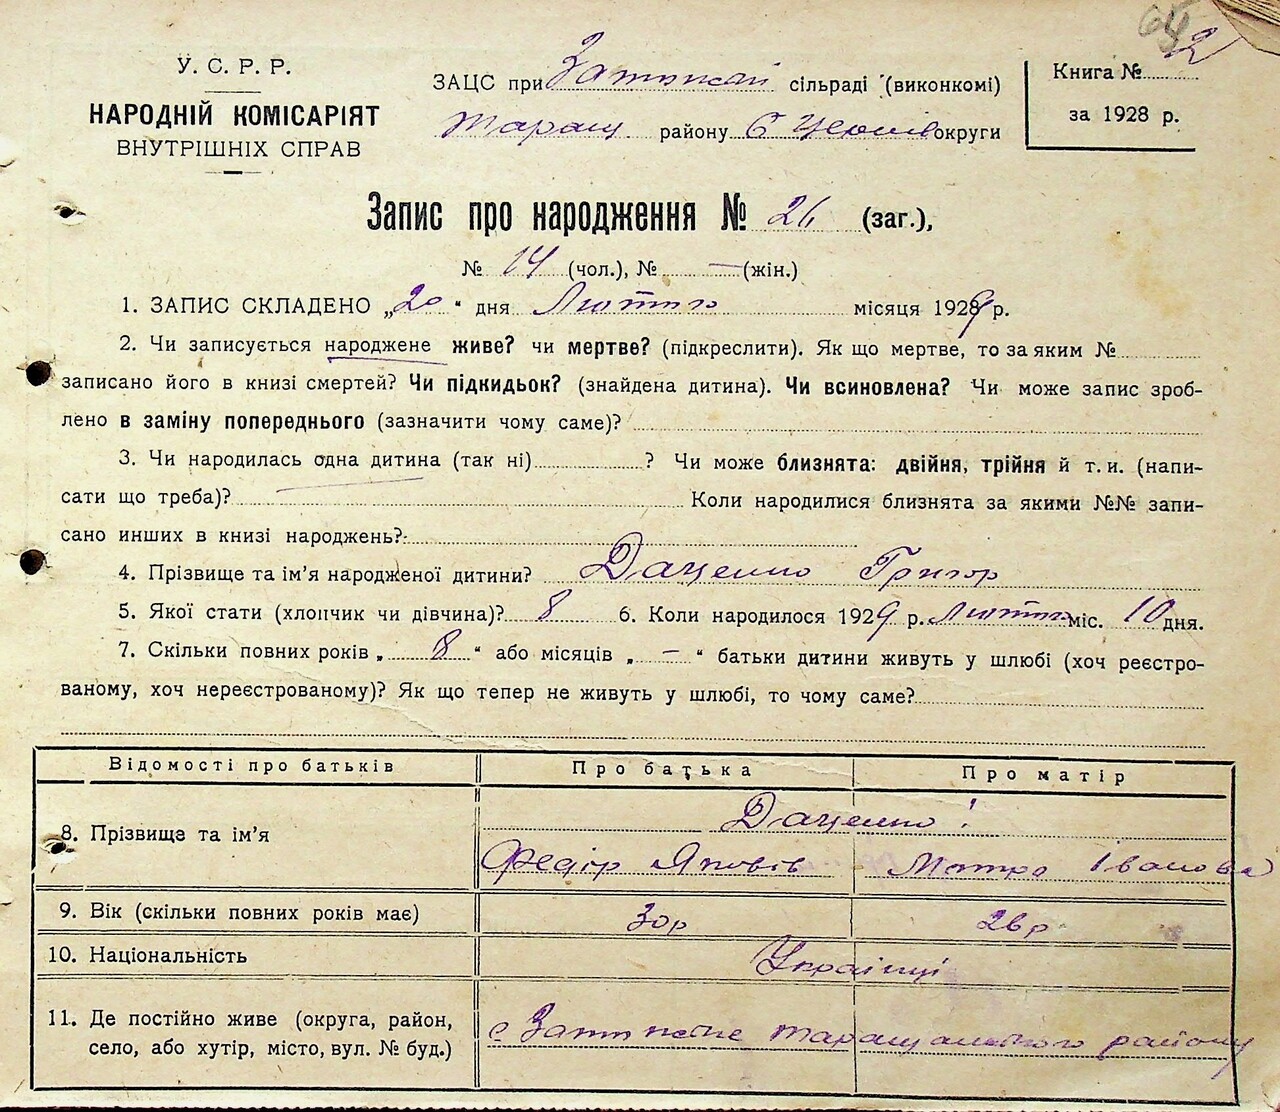 У. С. Р. Р.
НАРОДНІЙ КОМІСАРІЯТ
ВНУТРІШНІХ СПРАВ
ЗАЦС при сільраді (виконкомі)
Таращ району Б Церків округи
Книга №
за 1928 р.
2
Запис про народження № 26 (заг.),
№ 14 (чол.), № — (жін.)
1. ЗАПИС СКЛАДЕНО „20" дня Лютого місяця 1929 р.
2. Чи записується народжене живе? чи мертве? (підкреслити). Як що мертве, то за яким №
записано його в книзі смертей? Чи підкидьок? (знайдена дитина). Чи всиновлена? Чи може запис зроб-
лено в заміну попереднього (зазначити чому саме)?
3. Чи народилась одна дитина (так ні) ? Чи може близнята: двійня, трійня й т. и. (напи-
сати що треба)? Коли народилися близнята за якими №№ запи-
сано инших в книзі народжень?
4. Прізвище та ім'я народженої дитини? Даценко Григор
5. Якої стати (хлопчик чи дівчина)? 8 6. Коли народилося 1929 р. Лютого міс. 10 дня.
7. Скільки повних років „ 8 " або місяців „ — " батьки дитини живуть у шлюбі (хоч реєстро-
ваному, хоч нереєстрованому)? Як що тепер не живуть у шлюбі, то чому саме?
Відомості про батьків Про батька Про матір
8. Прізвище та ім'я Даценко
Федір Яковів Мотря Іванова
9. Вік (скільки повних років має) 30 р 26 р
10. Національність Українці
11. Де постійно живе (округа, район, с. Таращанського району
село, або хутір, місто, вул. № буд.)